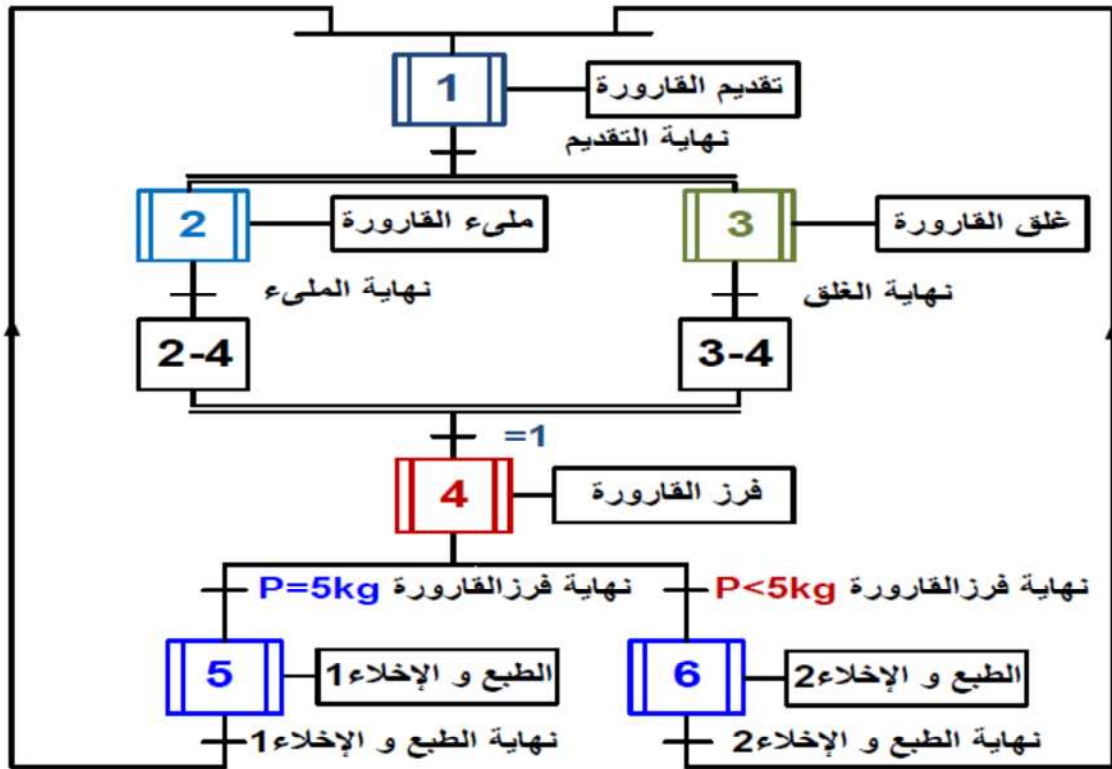 1
تقديم القارورة
نهاية التقديم
2
ملىء القارورة
3
غلق القارورة
نهاية الملىء
نهاية الغلق
2-4
3-4
=1
4
فرز القارورة
نهاية فرزالقارورة P=5kg
نهاية فرزالقارورة P<5kg
5
الطبع و الإخلاء1
6
الطبع و الإخلاء2
نهاية الطبع و الإخلاء1
نهاية الطبع و الإخلاء2